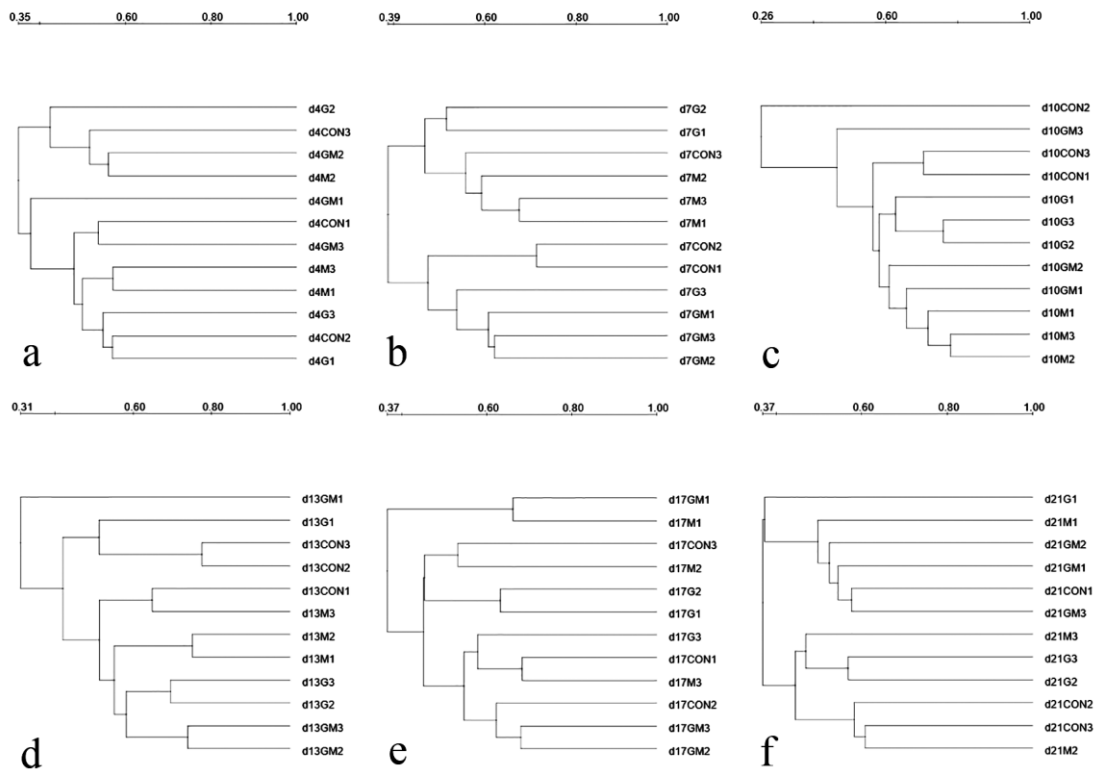 0.35 0.60 0.80 1.00
d4G2
d4CON3
d4GM2
d4M2
d4GM1
d4CON1
d4GM3
d4M3
d4M1
d4G3
d4CON2
d4G1
a
0.39 0.60 0.80 1.00
d7G2
d7G1
d7CON3
d7M2
d7M3
d7M1
d7CON2
d7CON1
d7G3
d7GM1
d7GM3
d7GM2
b
0.26 0.60 1.00
d10CON2
d10GM3
d10CON3
d10CON1
d10G1
d10G3
d10G2
d10GM2
d10GM1
d10M1
d10M3
d10M2
c
0.31 0.60 0.80 1.00
d13GM1
d13G1
d13CON3
d13CON2
d13CON1
d13M3
d13M2
d13M1
d13G3
d13G2
d13GM3
d13GM2
d
0.37 0.60 0.80 1.00
d17GM1
d17M1
d17CON3
d17M2
d17G2
d17G1
d17G3
d17CON1
d17M3
d17CON2
d17GM3
d17GM2
e
0.37 0.60 0.80 1.00
d21G1
d21M1
d21GM2
d21GM1
d21CON1
d21GM3
d21M3
d21G3
d21G2
d21CON2
d21CON3
d21M2
f